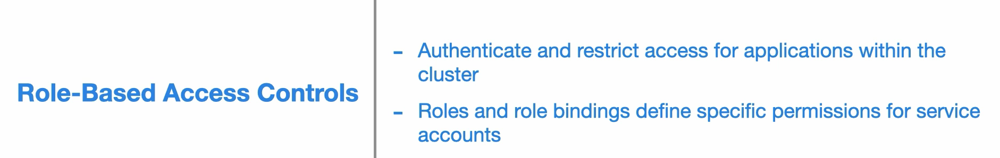 Role-Based Access Controls
- Authenticate and restrict access for applications within the
cluster
- Roles and role bindings define specific permissions for service
accounts